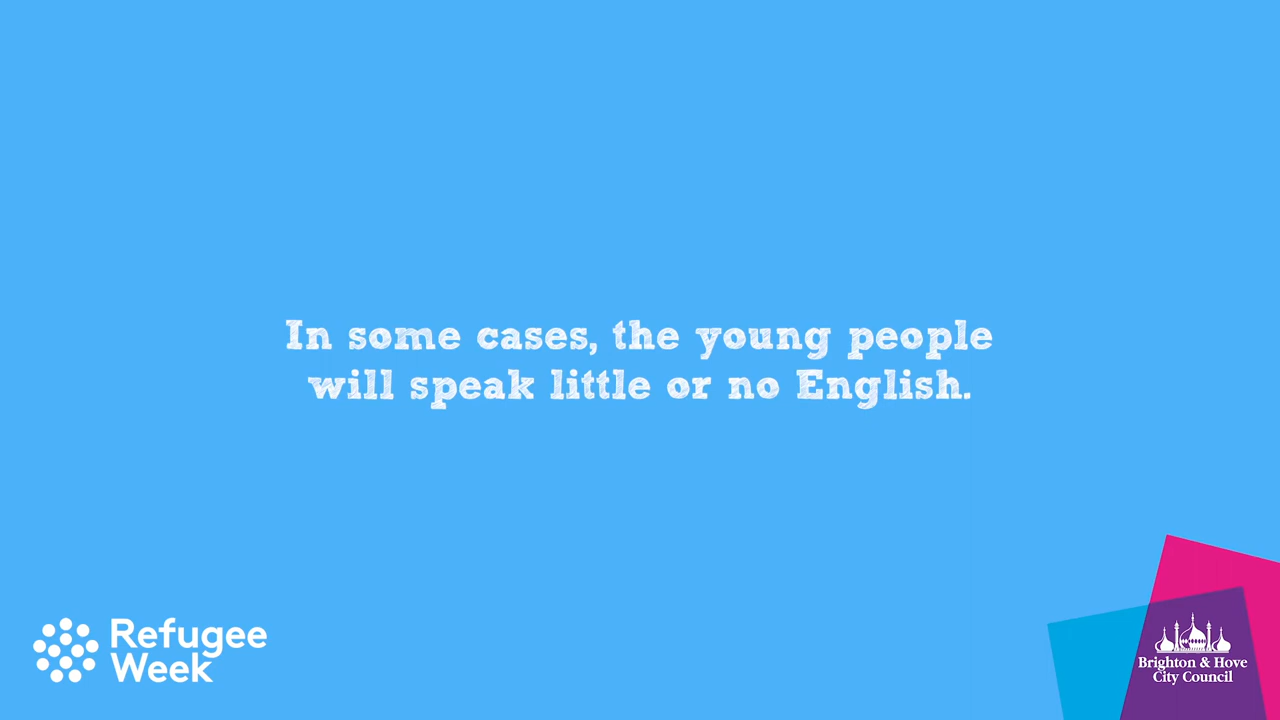 In some cases, the young people
will speak little or no English.
Refugee
Week
Brighton & Hove
City Council